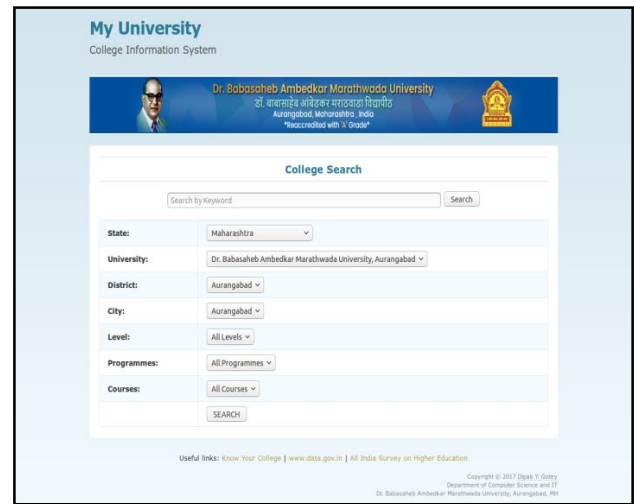 My University
College Information System
Dr. Babasaheb Ambedkar Marathwada University
डॉ. बाबासाहेब आंबेडकर मराठवाडा विद्यापीठ
Aurangabad, Maharashtra, India
*Reaccredited with 'A' Grade*
College Search
Search by Keyword Search
State: Maharashtra
University: Dr. Babasaheb Ambedkar Marathwada University, Aurangabad
District: Aurangabad
City: Aurangabad
Level: All Levels
Programmes: All Programmes
Courses: All Courses
SEARCH
Useful links: Know Your College | www.data.gov.in | All India Survey on Higher Education
Copyright © 2017 Dipak Y. Gotey
Department of Computer Science and IT
Dr. Babasaheb Ambedkar Marathwada University, Aurangabad, MH